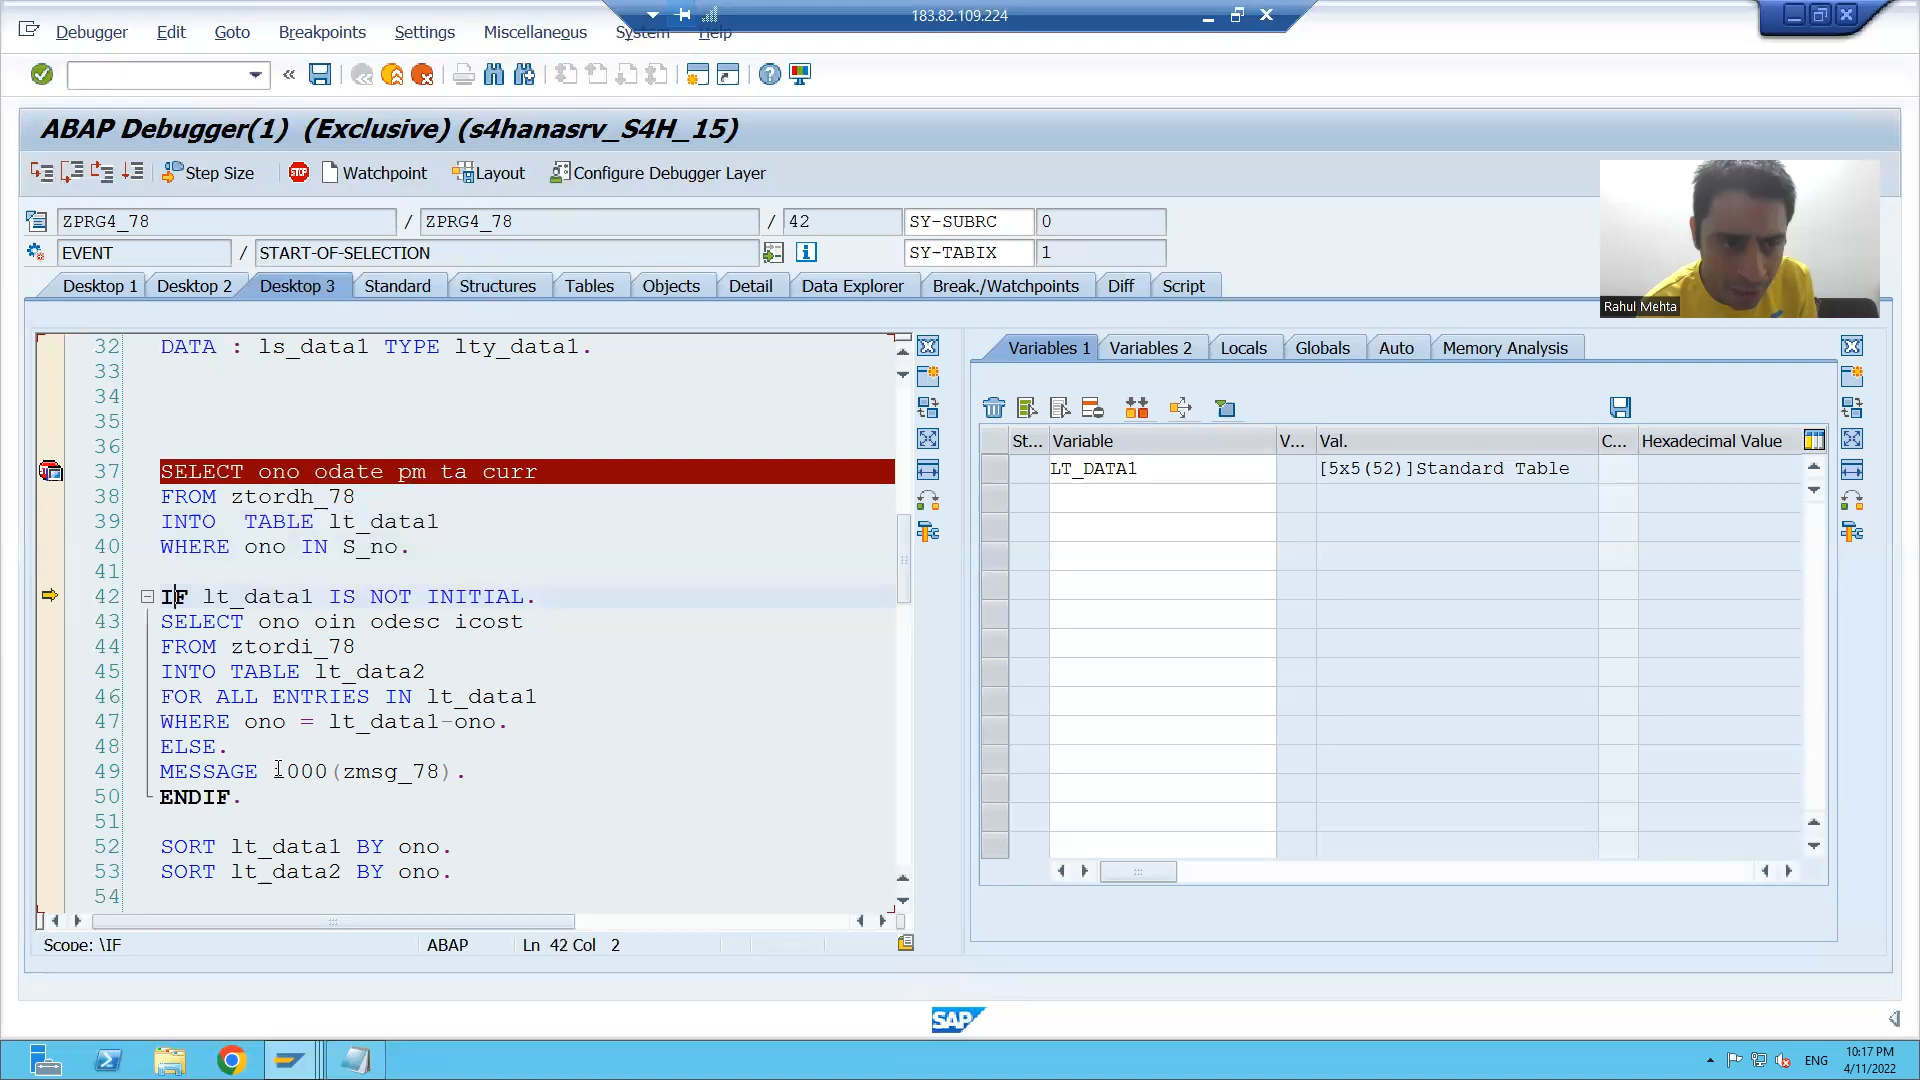 183.82.109.224
Debugger Edit Goto Breakpoints Settings Miscellaneous System Help
ABAP Debugger(1) (Exclusive) (s4hanasrv_S4H_15)
Step Size STOP Watchpoint Layout Configure Debugger Layer
ZPRG4_78 / ZPRG4_78 / 42 SY-SUBRC 0
EVENT / START-OF-SELECTION SY-TABIX 1
Rahul Mehta
Desktop 1 Desktop 2 Desktop 3 Standard Structures Tables Objects Detail Data Explorer Break./Watchpoints Diff Script
Variables 1 Variables 2 Locals Globals Auto Memory Analysis
St... Variable V... Val. C... Hexadecimal Value
LT_DATA1 [5x5(52)]Standard Table
32 DATA : ls_data1 TYPE lty_data1.
33
34
35
36
37 SELECT ono odate pm ta curr
38 FROM ztordh_78
39 INTO TABLE lt_data1
40 WHERE ono IN S_no.
41
42 IF lt_data1 IS NOT INITIAL.
43 SELECT ono oin odesc icost
44 FROM ztordi_78
45 INTO TABLE lt_data2
46 FOR ALL ENTRIES IN lt_data1
47 WHERE ono = lt_data1-ono.
48 ELSE.
49 MESSAGE i000(zmsg_78).
50 ENDIF.
51
52 SORT lt_data1 BY ono.
53 SORT lt_data2 BY ono.
54
Scope: \IF ABAP Ln 42 Col 2
SAP
ENG
10:17 PM
4/11/2022